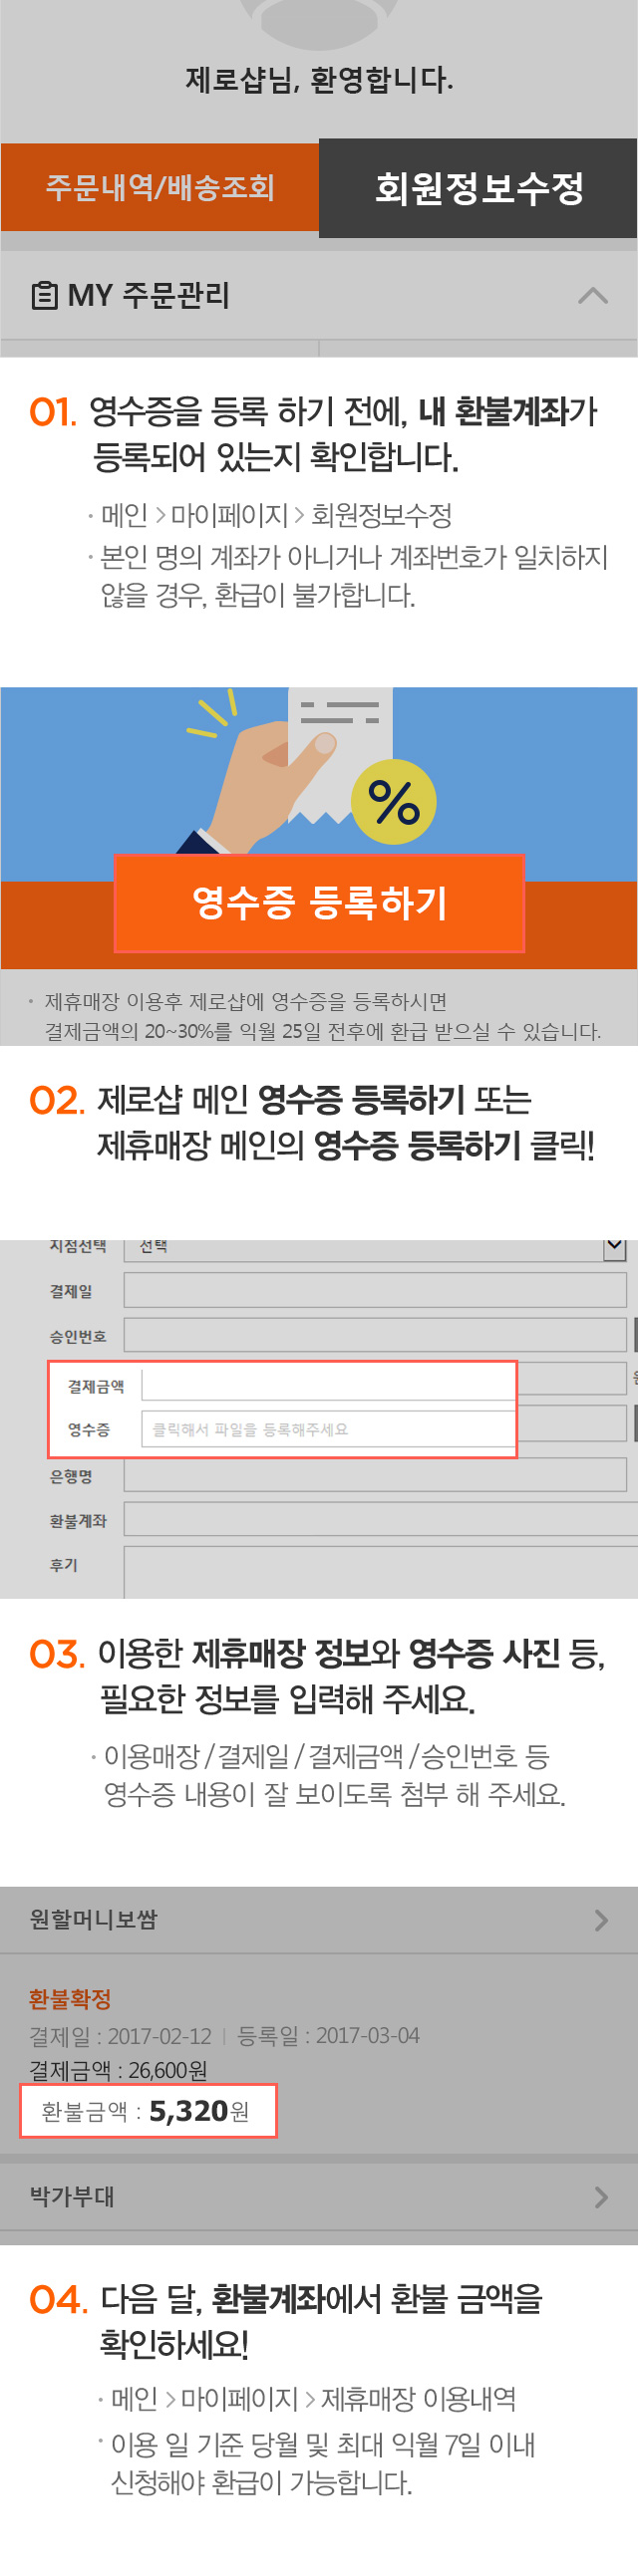 제로샵님, 환영합니다.
주문내역/배송조회 회원정보수정
MY 주문관리
01. 영수증을 등록 하기 전에, 내 환불계좌가
등록되어 있는지 확인합니다.
· 메인 > 마이페이지 > 회원정보수정
· 본인 명의 계좌가 아니거나 계좌번호가 일치하지
않을 경우, 환급이 불가합니다.
%
영수증 등록하기
· 제휴매장 이용후 제로샵에 영수증을 등록하시면
결제금액의 20~30%를 익월 25일 전후에 환급 받으실 수 있습니다.
02. 제로샵 메인 영수증 등록하기 또는
제휴매장 메인의 영수증 등록하기 클릭!
지점선택 선택
결제일
승인번호
결제금액
영수증 클릭해서 파일을 등록해주세요
은행명
환불계좌
후기
03. 이용한 제휴매장 정보와 영수증 사진 등,
필요한 정보를 입력해 주세요.
· 이용매장 / 결제일 / 결제금액 / 승인번호 등
영수증 내용이 잘 보이도록 첨부 해 주세요.
원할머니보쌈
환불확정
결제일 : 2017-02-12 | 등록일 : 2017-03-04
결제금액 : 26,600원
환불금액 : 5,320원
박가부대
04. 다음 달, 환불계좌에서 환불 금액을
확인하세요!
· 메인 > 마이페이지 > 제휴매장 이용내역
· 이용 일 기준 당월 및 최대 익월 7일 이내
신청해야 환급이 가능합니다.